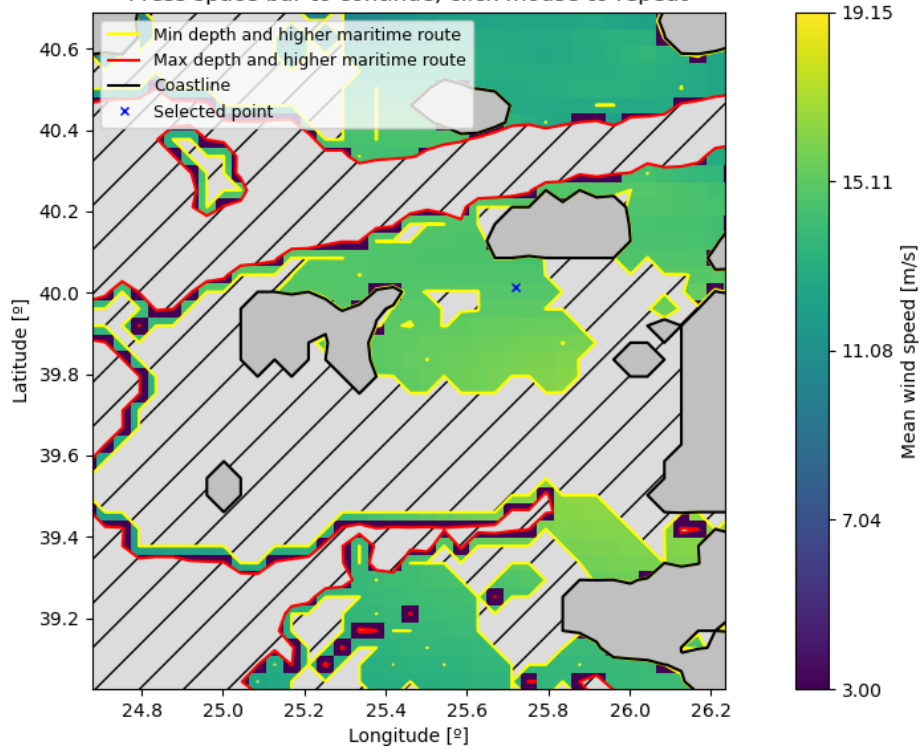 Press space bar to continue, click mouse to repeat
Min depth and higher maritime route
Max depth and higher maritime route
Coastline
Selected point
40.6
40.4
40.2
40.0
39.8
39.6
39.4
39.2
Latitude [º]
24.8
25.0
25.2
25.4
25.6
25.8
26.0
26.2
Longitude [º]
19.15
15.11
11.08
7.04
3.00
Mean wind speed [m/s]